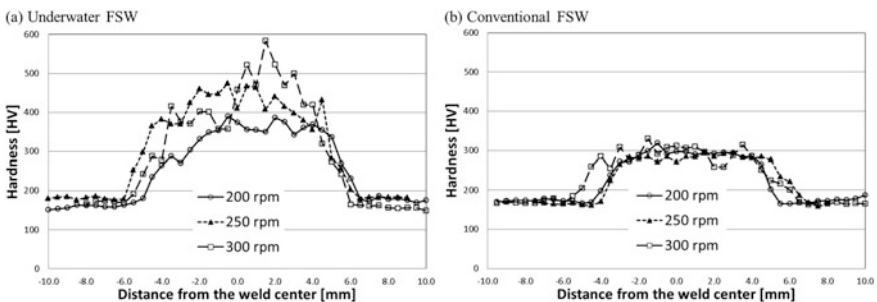 (a) Underwater FSW
Hardness [HV]
600
500
400
300
200
100
0
200 rpm
250 rpm
300 rpm
-10.0 -8.0 -6.0 -4.0 -2.0 0.0 2.0 4.0 6.0 8.0 10.0
Distance from the weld center [mm]
(b) Conventional FSW
Hardness [HV]
600
500
400
300
200
100
0
200 rpm
250 rpm
300 rpm
-10.0 -8.0 -6.0 -4.0 -2.0 0.0 2.0 4.0 6.0 8.0 10.0
Distance from the weld center [mm]